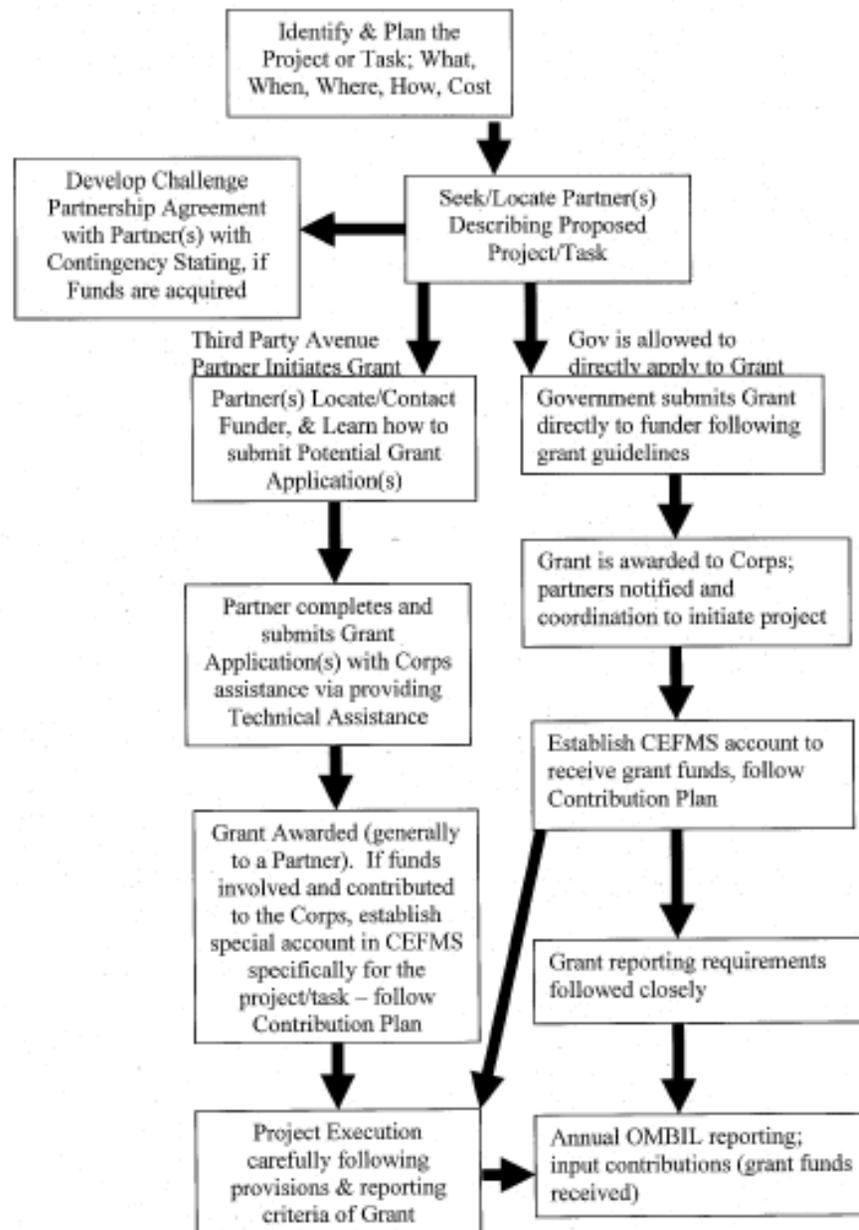 Identify & Plan the
Project or Task; What,
When, Where, How, Cost
Develop Challenge
Partnership Agreement
with Partner(s) with
Contingency Stating, if
Funds are acquired
Seek/Locate Partner(s)
Describing Proposed
Project/Task
Third Party Avenue
Partner Initiates Grant
Gov is allowed to
directly apply to Grant
Partner(s) Locate/Contact
Funder, & Learn how to
submit Potential Grant
Application(s)
Government submits Grant
directly to funder following
grant guidelines
Partner completes and
submits Grant
Application(s) with Corps
assistance via providing
Technical Assistance
Grant is awarded to Corps;
partners notified and
coordination to initiate project
Establish CEFMS account to
receive grant funds, follow
Contribution Plan
Grant Awarded (generally
to a Partner). If funds
involved and contributed
to the Corps, establish
special account in CEFMS
specifically for the
project/task – follow
Contribution Plan
Grant reporting requirements
followed closely
Project Execution
carefully following
provisions & reporting
criteria of Grant
Annual OMBIL reporting;
input contributions (grant funds
received)